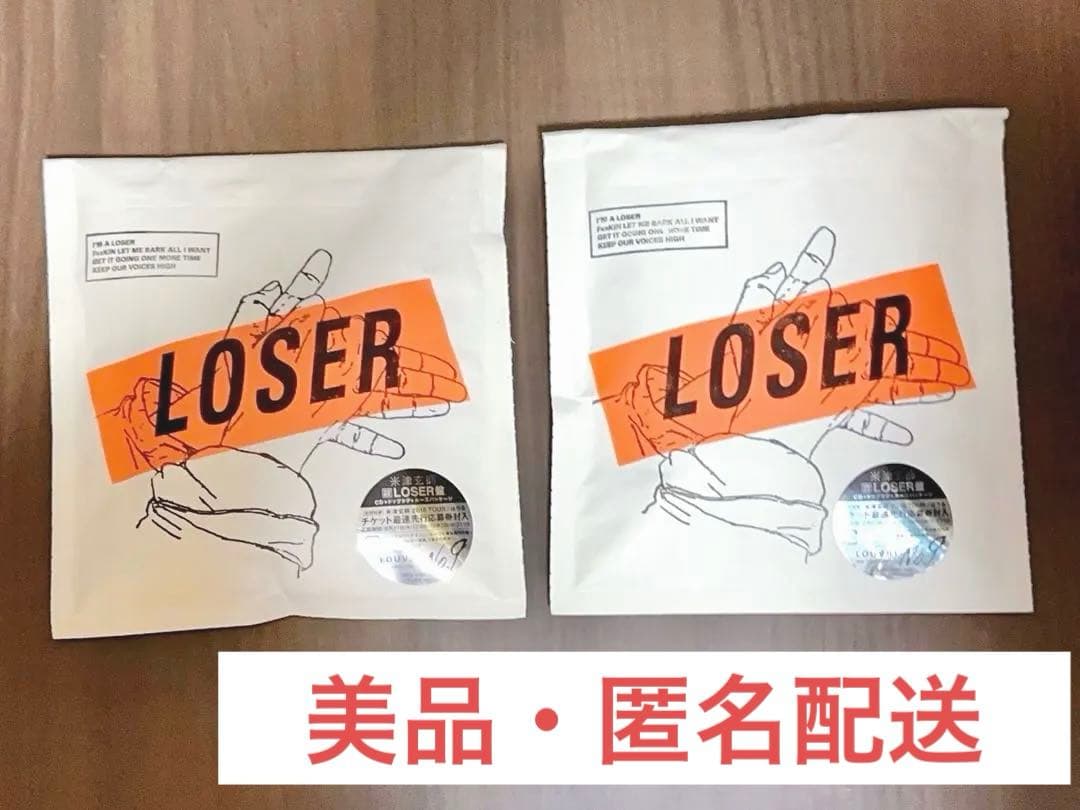 I'M A LOSER
FxxKIN LET ME BARK ALL I WANT
GET IT GOING ONE MORE TIME
KEEP OUR VOICES HIGH
LOSER
米津玄師
LOSER盤
チケット最速先行応募券封入
I'M A LOSER
FxxKIN LET ME BARK ALL I WANT
GET IT GOING ONE MORE TIME
KEEP OUR VOICES HIGH
LOSER
米津玄師
LOSER盤
美品・匿名配送